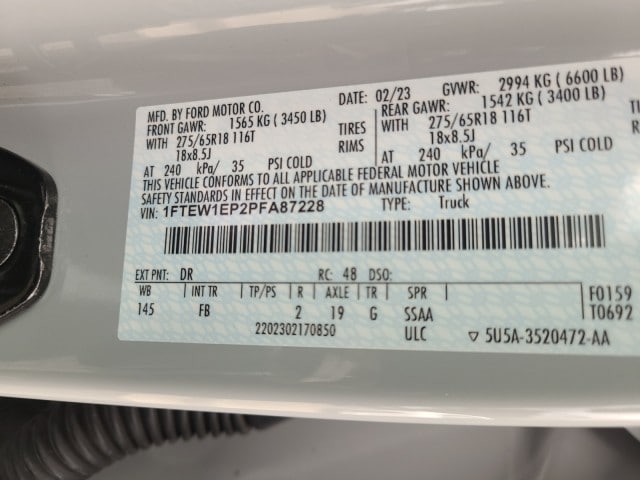 MFD. BY FORD MOTOR CO.
DATE: 02/23 GVWR: 2994 KG (6600 LB)
FRONT GAWR: 1565 KG (3450 LB)
REAR GAWR: 1542 KG (3400 LB)
WITH 275/65R18 116T TIRES
WITH 275/65R18 116T
18x8.5J RIMS
18x8.5J
AT 240 kPa/ 35 PSI COLD
AT 240 kPa/ 35 PSI COLD
THIS VEHICLE CONFORMS TO ALL APPLICABLE FEDERAL MOTOR VEHICLE
SAFETY STANDARDS IN EFFECT ON THE DATE OF MANUFACTURE SHOWN ABOVE.
VIN: 1FTEW1EP2PFA87228 TYPE: Truck
EXT PNT: DR RC: 48 DSO:
WB INT TR TP/PS R AXLE TR SPR F0159
145 FB 2 19 G SSAA T0692
2202302170850 ULC ▽ 5U5A-3520472-AA